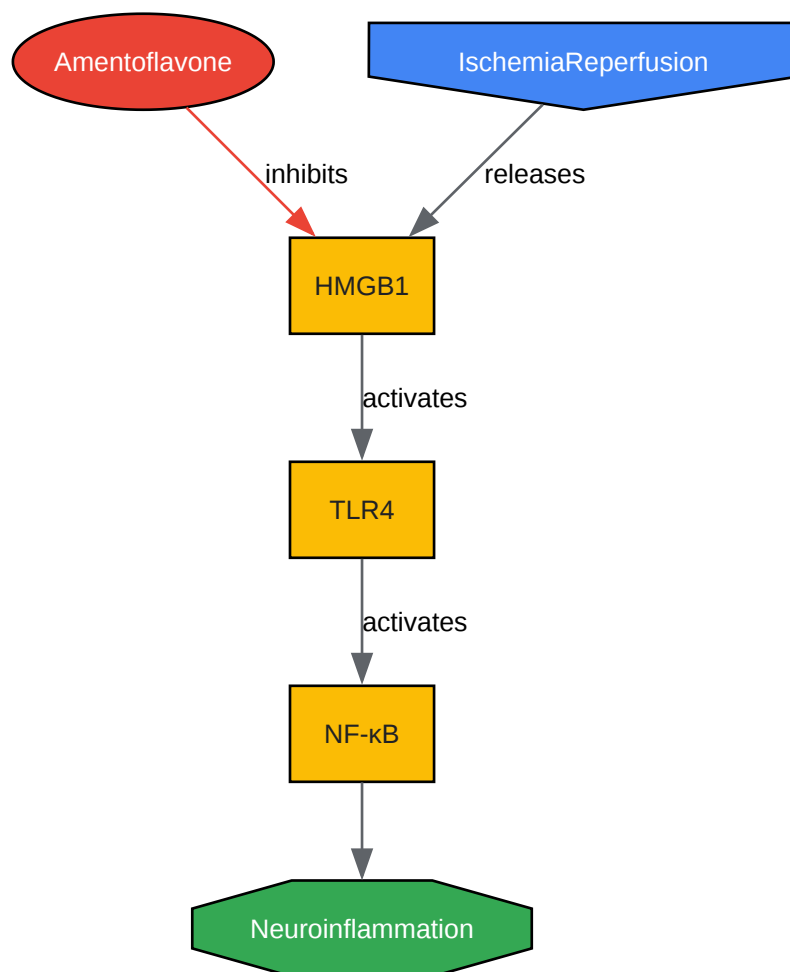 Amentoflavone
IschemiaReperfusion
inhibits
releases
HMGB1
activates
TLR4
activates
NF-κB
Neuroinflammation